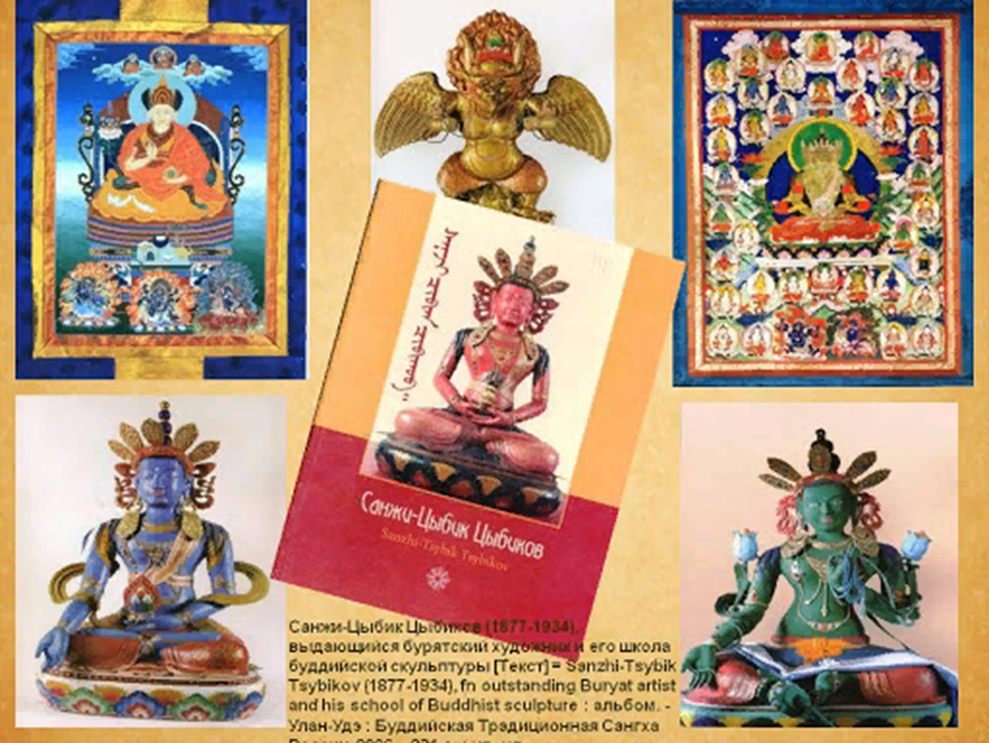 Санжи-Цыбик Цыбиков
Sanzhi-Tsybik Tsybikov
Санжи-Цыбик Цыбиков (1877-1934),
выдающийся бурятский художник и его школа
буддийской скульптуры [Текст] = Sanzhi-Tsybik
Tsybikov (1877-1934), fn outstanding Buryat artist
and his school of Buddhist sculpture : альбом. -
Улан-Удэ : Буддийская Традиционная Сангха